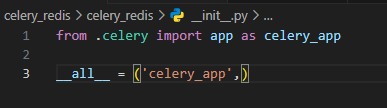 celery_redis > celery_redis > __init__.py > ...
1 from .celery import app as celery_app
2
3 __all__ = ('celery_app',)